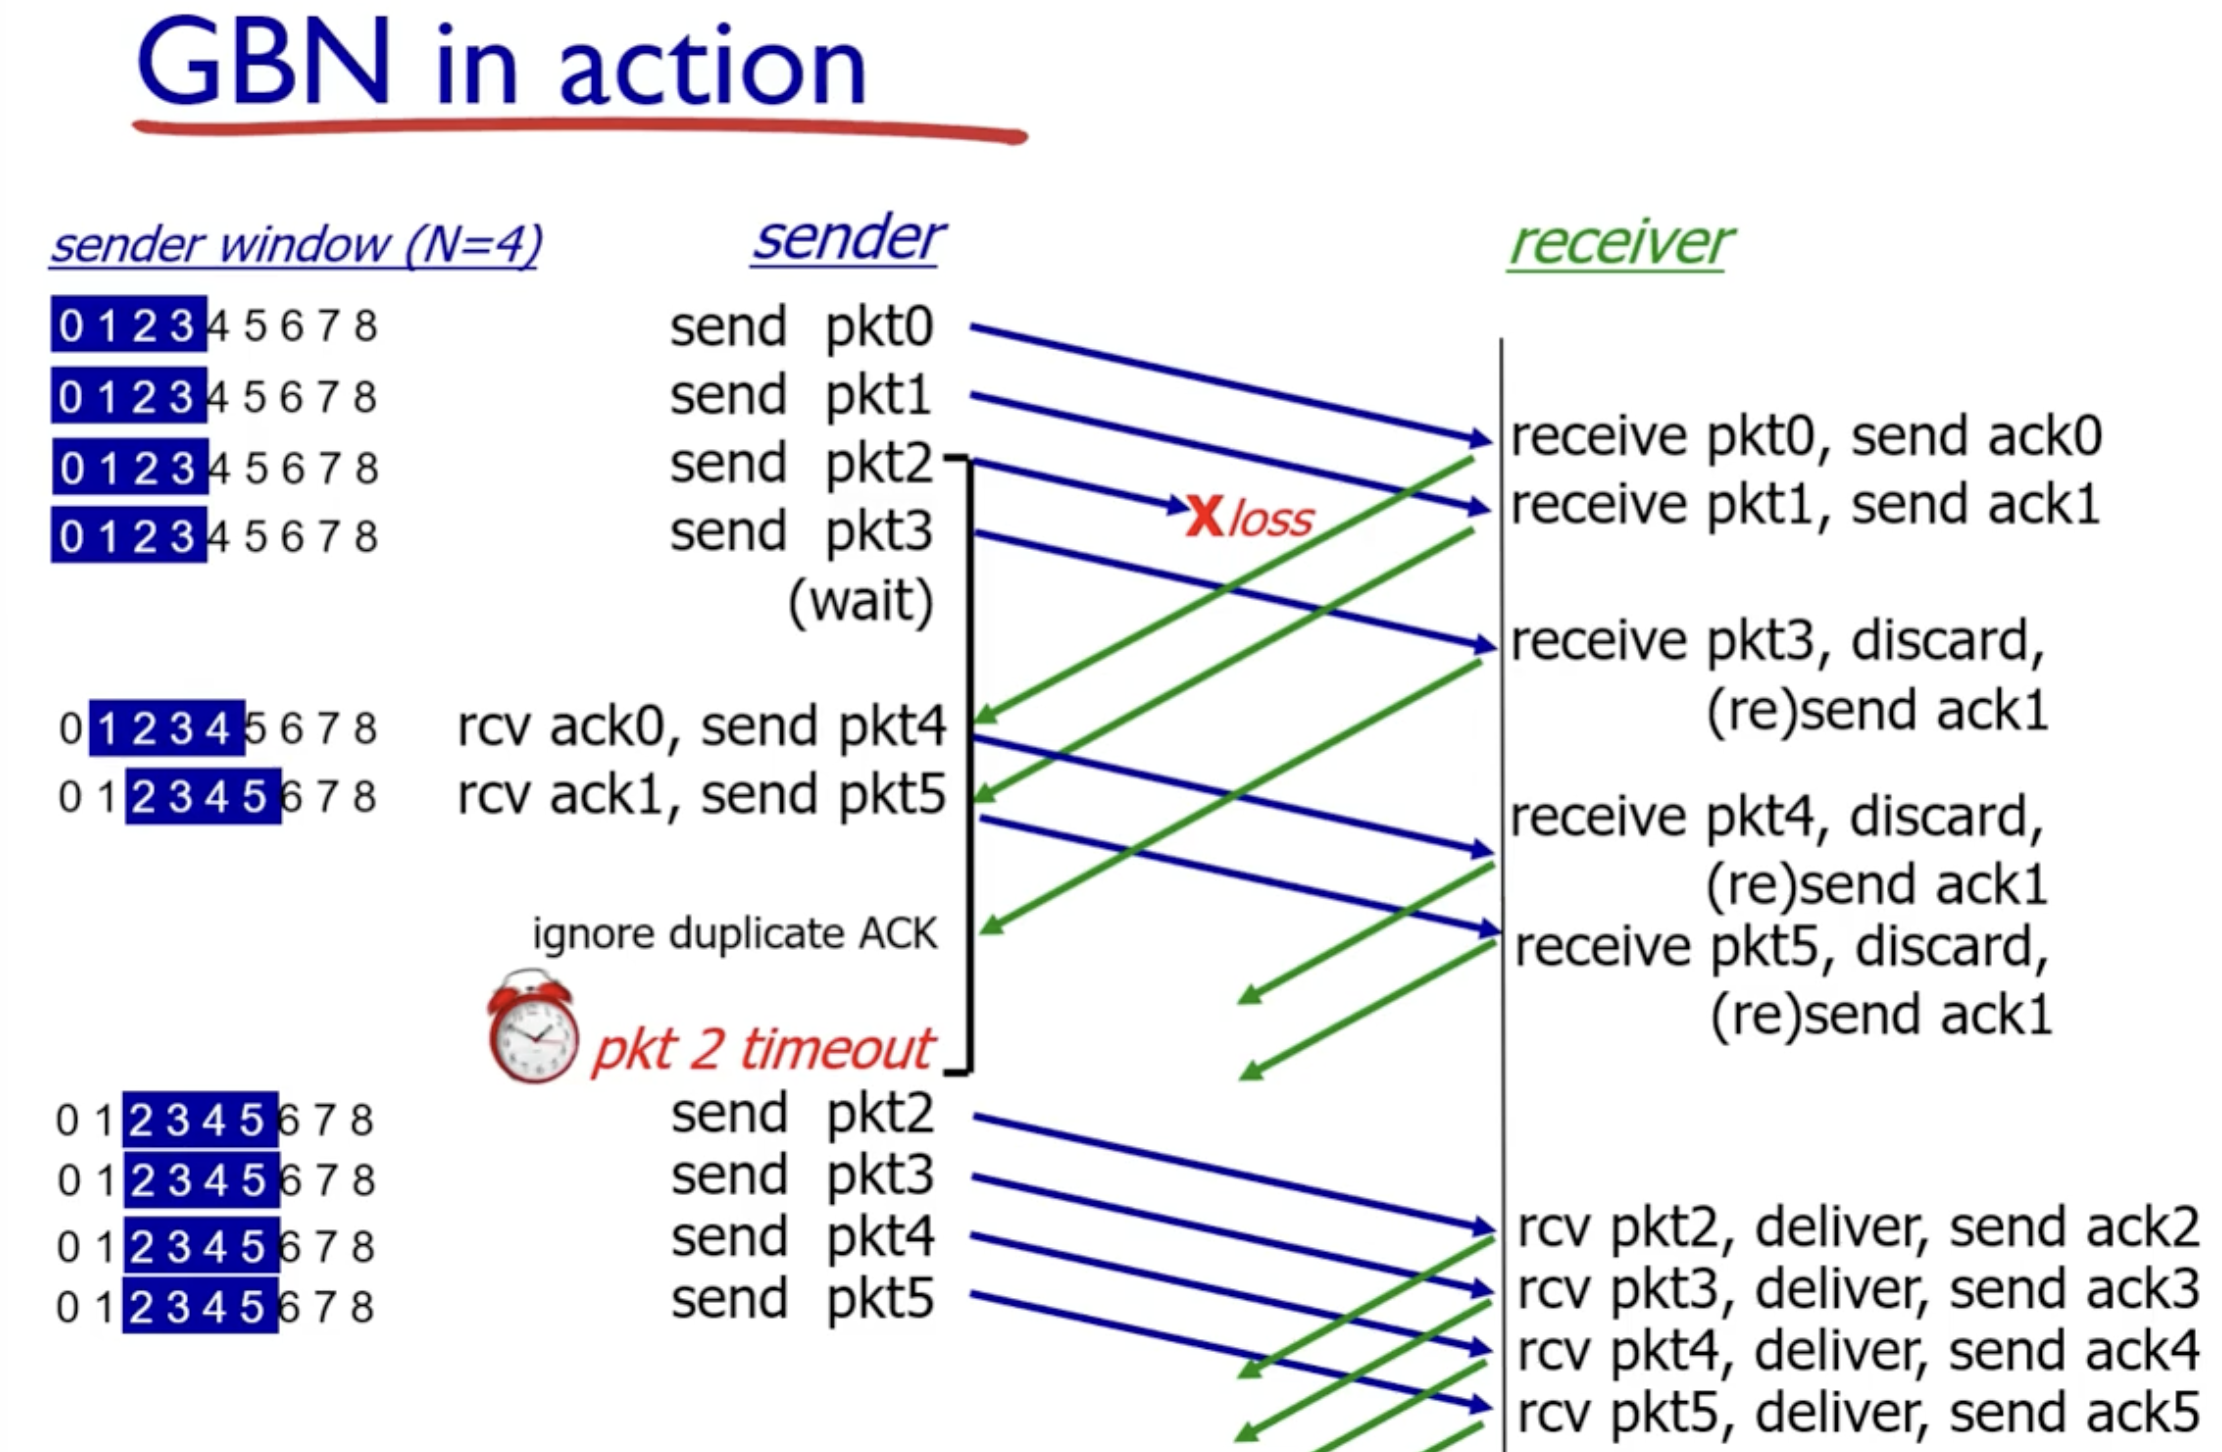 GBN in action
sender window (N=4)
sender
receiver
0 1 2 3 4 5 6 7 8
send pkt0
0 1 2 3 4 5 6 7 8
send pkt1
receive pkt0, send ack0
0 1 2 3 4 5 6 7 8
send pkt2
X loss
receive pkt1, send ack1
0 1 2 3 4 5 6 7 8
send pkt3
(wait)
receive pkt3, discard,
(re)send ack1
0 1 2 3 4 5 6 7 8
rcv ack0, send pkt4
0 1 2 3 4 5 6 7 8
rcv ack1, send pkt5
receive pkt4, discard,
(re)send ack1
ignore duplicate ACK
receive pkt5, discard,
(re)send ack1
pkt 2 timeout
0 1 2 3 4 5 6 7 8
send pkt2
0 1 2 3 4 5 6 7 8
send pkt3
rcv pkt2, deliver, send ack2
0 1 2 3 4 5 6 7 8
send pkt4
rcv pkt3, deliver, send ack3
0 1 2 3 4 5 6 7 8
send pkt5
rcv pkt4, deliver, send ack4
rcv pkt5, deliver, send ack5